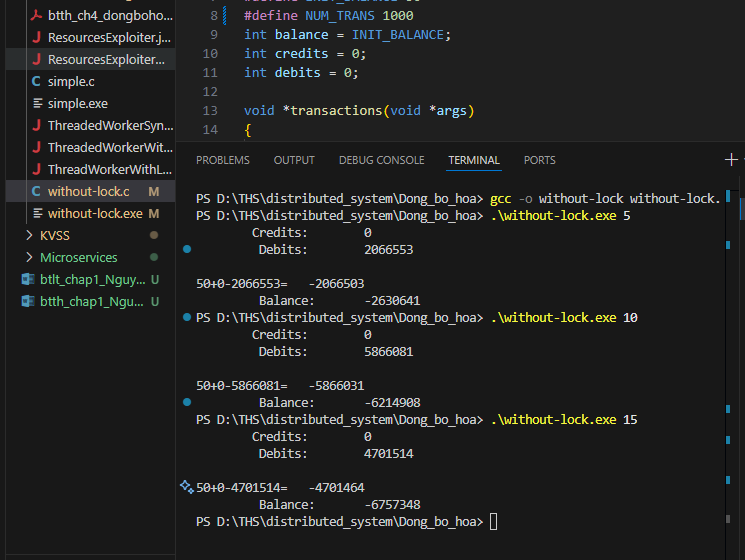 btth_ch4_dongboho...
ResourcesExploiter.j...
ResourcesExploiter...
simple.c
simple.exe
ThreadedWorkerSyn...
ThreadedWorkerWit...
ThreadWorkerWithL...
without-lock.c M
without-lock.exe M
KVSS
Microservices
btlt_chap1_Nguy... U
btth_chap1_Ngu... U
8 #define NUM_TRANS 1000
9 int balance = INIT_BALANCE;
10 int credits = 0;
11 int debits = 0;
12
13 void *transactions(void *args)
14 {
PROBLEMS OUTPUT DEBUG CONSOLE TERMINAL PORTS
PS D:\THS\distributed_system\Dong_bo_hoa> gcc -o without-lock without-lock.
PS D:\THS\distributed_system\Dong_bo_hoa> .\without-lock.exe 5
Credits: 0
Debits: 2066553
50+0-2066553= -2066503
Balance: -2630641
PS D:\THS\distributed_system\Dong_bo_hoa> .\without-lock.exe 10
Credits: 0
Debits: 5866081
50+0-5866081= -5866031
Balance: -6214908
PS D:\THS\distributed_system\Dong_bo_hoa> .\without-lock.exe 15
Credits: 0
Debits: 4701514
50+0-4701514= -4701464
Balance: -6757348
PS D:\THS\distributed_system\Dong_bo_hoa>